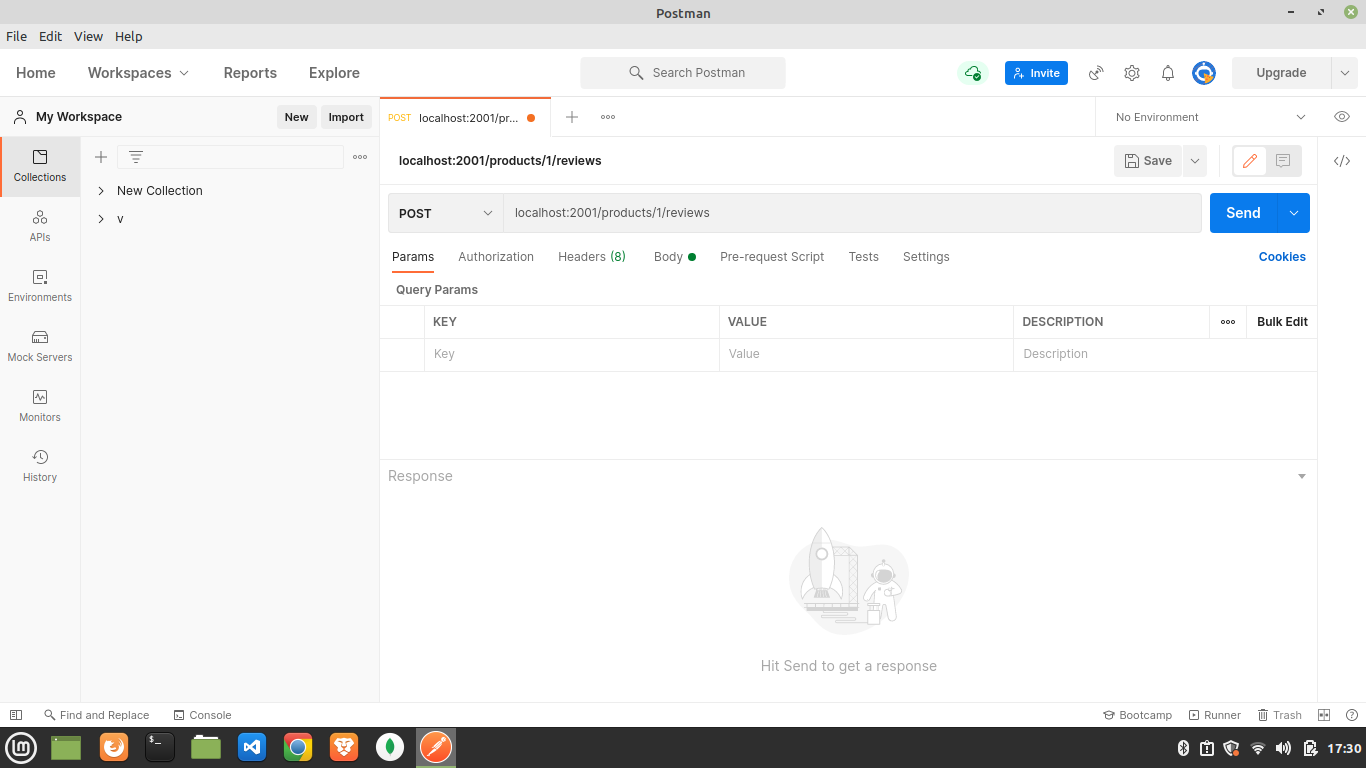 Postman
File Edit View Help
Home Workspaces Reports Explore Search Postman Invite Upgrade
My Workspace New Import POST localhost:2001/pr... No Environment
Collections
APIs
Environments
Mock Servers
Monitors
History
New Collection
v
localhost:2001/products/1/reviews Save
POST localhost:2001/products/1/reviews Send
Params Authorization Headers (8) Body Pre-request Script Tests Settings Cookies
Query Params
KEY VALUE DESCRIPTION Bulk Edit
Key Value Description
Response
Hit Send to get a response
Find and Replace Console Bootcamp Runner Trash
17:30